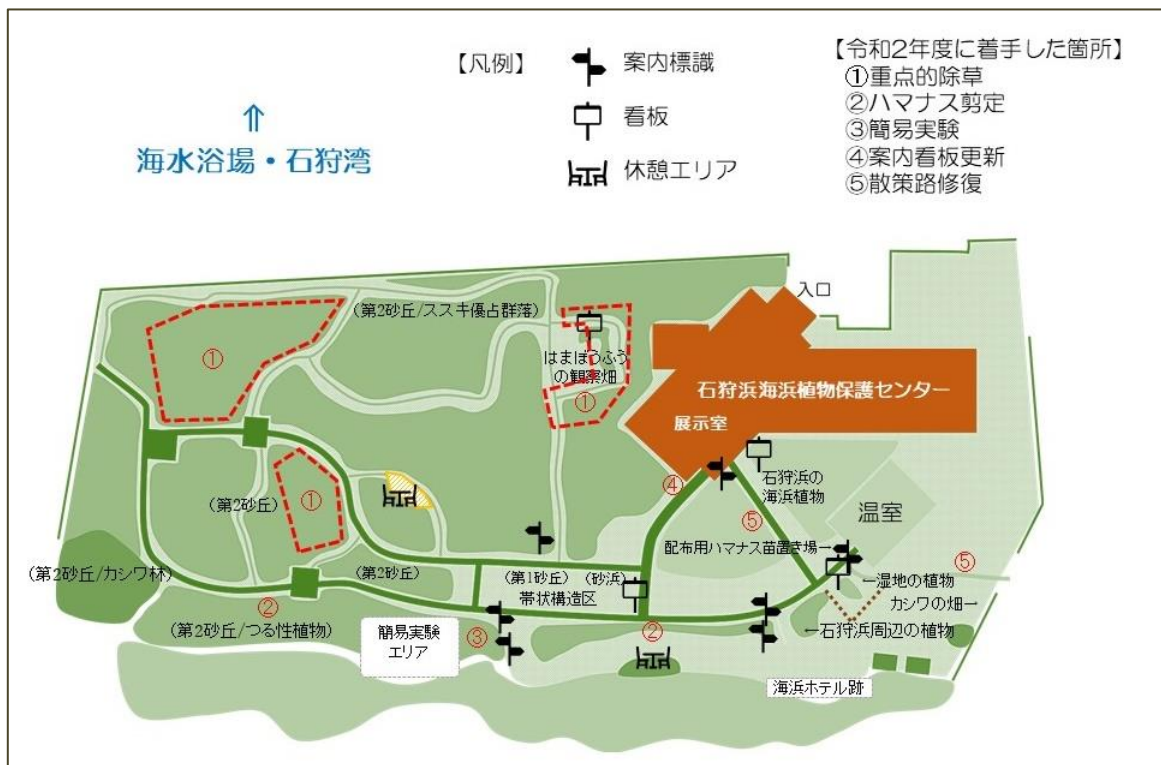 【凡例】
案内標識
看板
休憩エリア
【令和2年度に着手した箇所】
①重点的除草
②ハマナス剪定
③簡易実験
④案内看板更新
⑤散策路修復
⇑
海水浴場・石狩湾
入口
(第2砂丘/ススキ優占群落)
①
はまぼうふう
の観察畑
①
石狩浜海浜植物保護センター
展示室
石狩浜の
海浜植物
④
⑤
温室
(第2砂丘)
①
配布用ハマナス苗置き場→
⑤
(第2砂丘/カシワ林)
(第2砂丘)
(第1砂丘)
(砂浜)
帯状構造区
←湿地の植物
カシワの畑→
②
(第2砂丘/つる性植物)
簡易実験
エリア
③
②
←石狩浜周辺の植物
海浜ホテル跡